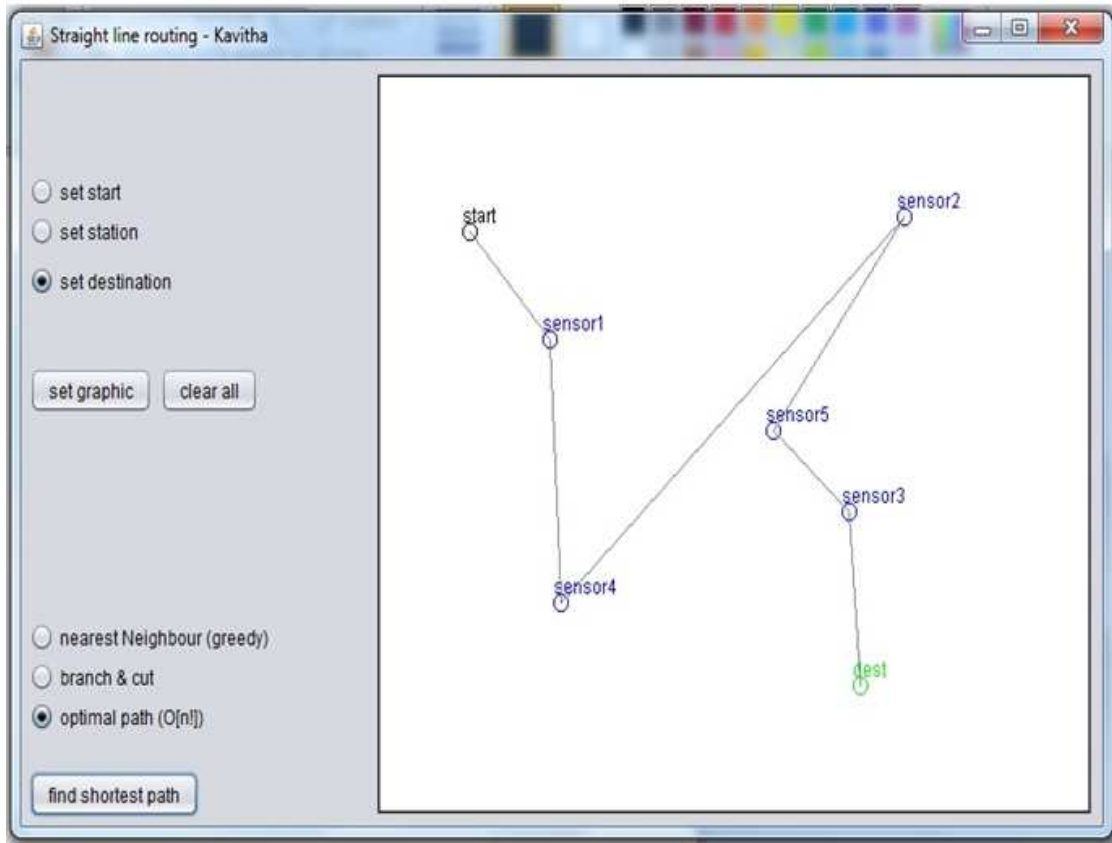 Straight line routing - Kavitha
set start
set station
set destination
set graphic clear all
nearest Neighbour (greedy)
branch & cut
optimal path (O[n!])
find shortest path
start
sensor2
sensor1
sensor5
sensor3
sensor4
dest